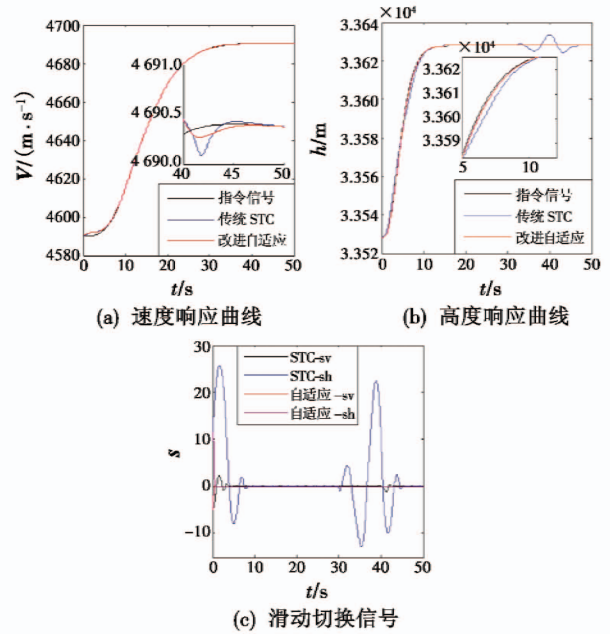 4700
4680
4660
4640
4620
4600
4580
V/(m·s⁻¹)
4 691.0
4 690.5
4 690.0
40 45 50
指令信号
传统 STC
改进自适应
0 10 20 30 40 50
t/s
(a) 速度响应曲线
×10⁴
3.364
3.362
3.360
3.358
3.356
3.354
3.352
h/m
×10⁴
3.362
3.361
3.360
3.359
5 10
指令信号
传统 STC
改进自适应
0 10 20 30 40 50
t/s
(b) 高度响应曲线
30
20
10
0
-10
s
STC-sv
STC-sh
自适应-sv
自适应-sh
0 10 20 30 40 50
t/s
(c) 滑动切换信号